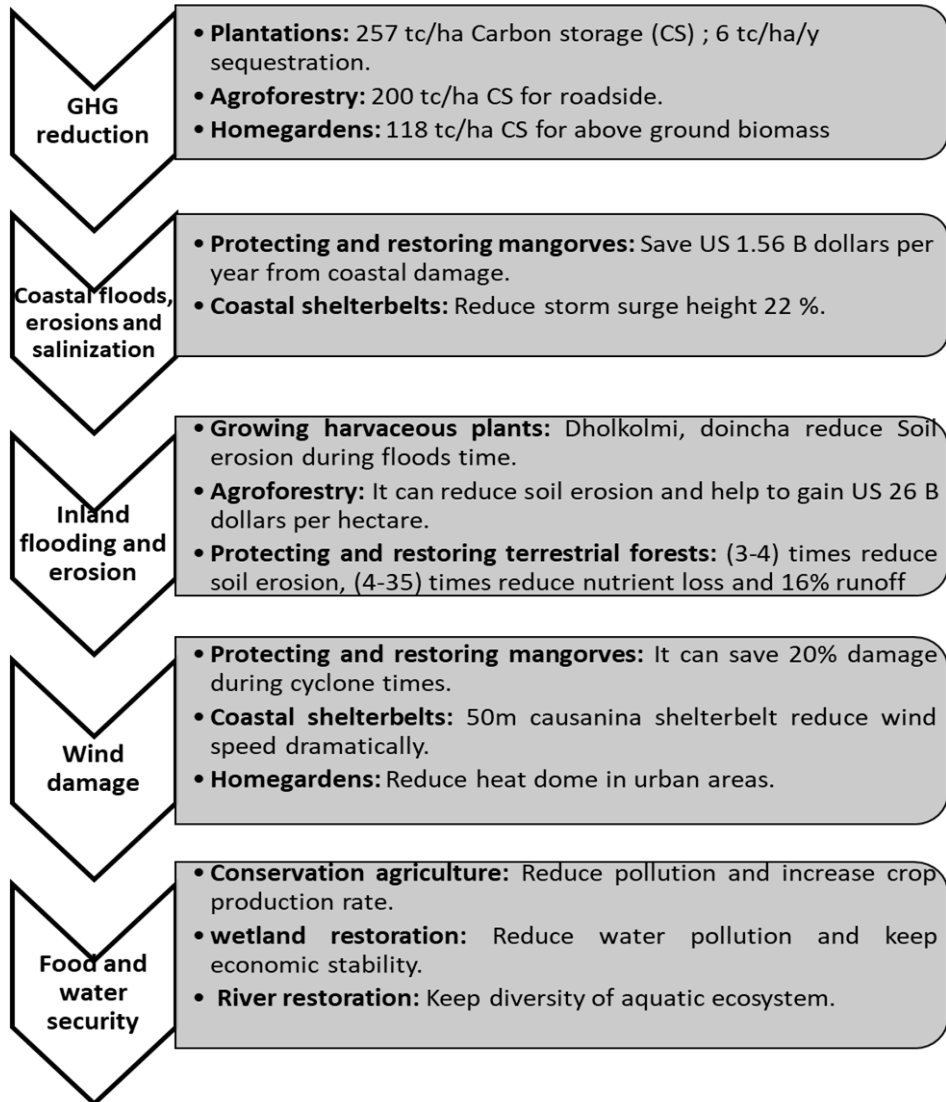 GHG
reduction
• Plantations: 257 tc/ha Carbon storage (CS) ; 6 tc/ha/y
sequestration.
• Agroforestry: 200 tc/ha CS for roadside.
• Homegardens: 118 tc/ha CS for above ground biomass
Coastal floods,
erosions and
salinization
• Protecting and restoring mangorves: Save US 1.56 B dollars per
year from coastal damage.
• Coastal shelterbelts: Reduce storm surge height 22 %.
Inland
flooding and
erosion
• Growing harvaceous plants: Dholkolmi, doincha reduce Soil
erosion during floods time.
• Agroforestry: It can reduce soil erosion and help to gain US 26 B
dollars per hectare.
• Protecting and restoring terrestrial forests: (3-4) times reduce
soil erosion, (4-35) times reduce nutrient loss and 16% runoff
Wind
damage
• Protecting and restoring mangorves: It can save 20% damage
during cyclone times.
• Coastal shelterbelts: 50m causanina shelterbelt reduce wind
speed dramatically.
• Homegardens: Reduce heat dome in urban areas.
Food and
water
security
• Conservation agriculture: Reduce pollution and increase crop
production rate.
• wetland restoration: Reduce water pollution and keep
economic stability.
• River restoration: Keep diversity of aquatic ecosystem.